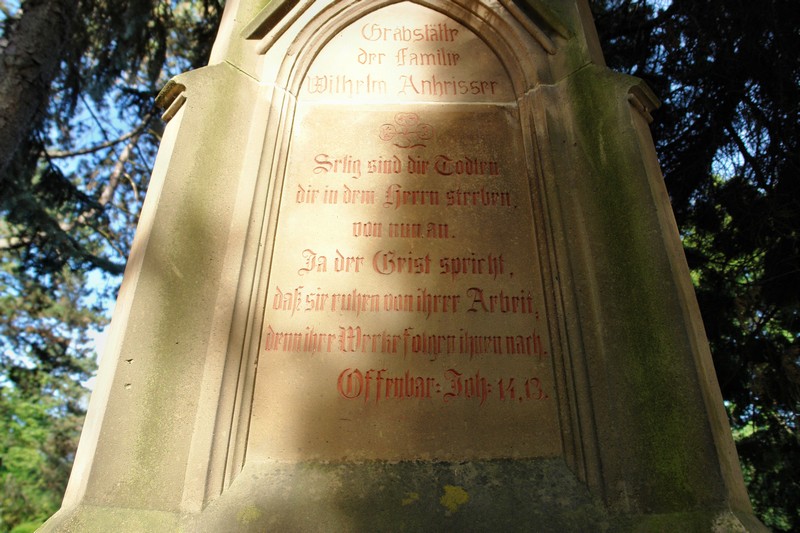 Grabstätte
der Familie
Wilhelm Anhrisser
Selig sind die Todten
die in dem Herrn sterben,
von nun an.
Ja der Geist spricht,
daß sie ruhen von ihrer Arbeit;
denn ihre Werke folgen ihnen nach.
Offenbar: Joh: 14, 13.